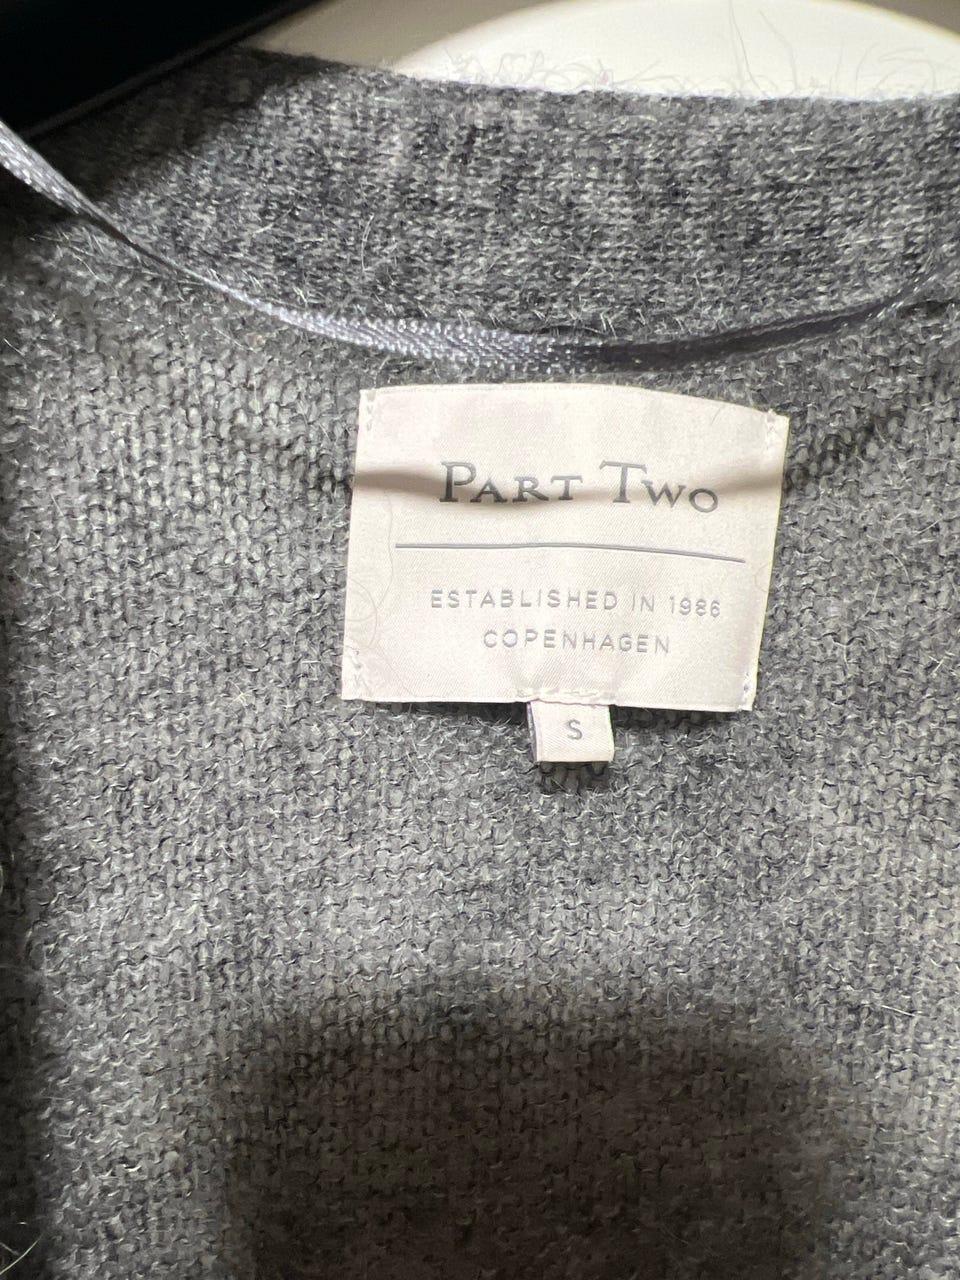 PART TWO
ESTABLISHED IN 1986
COPENHAGEN
S